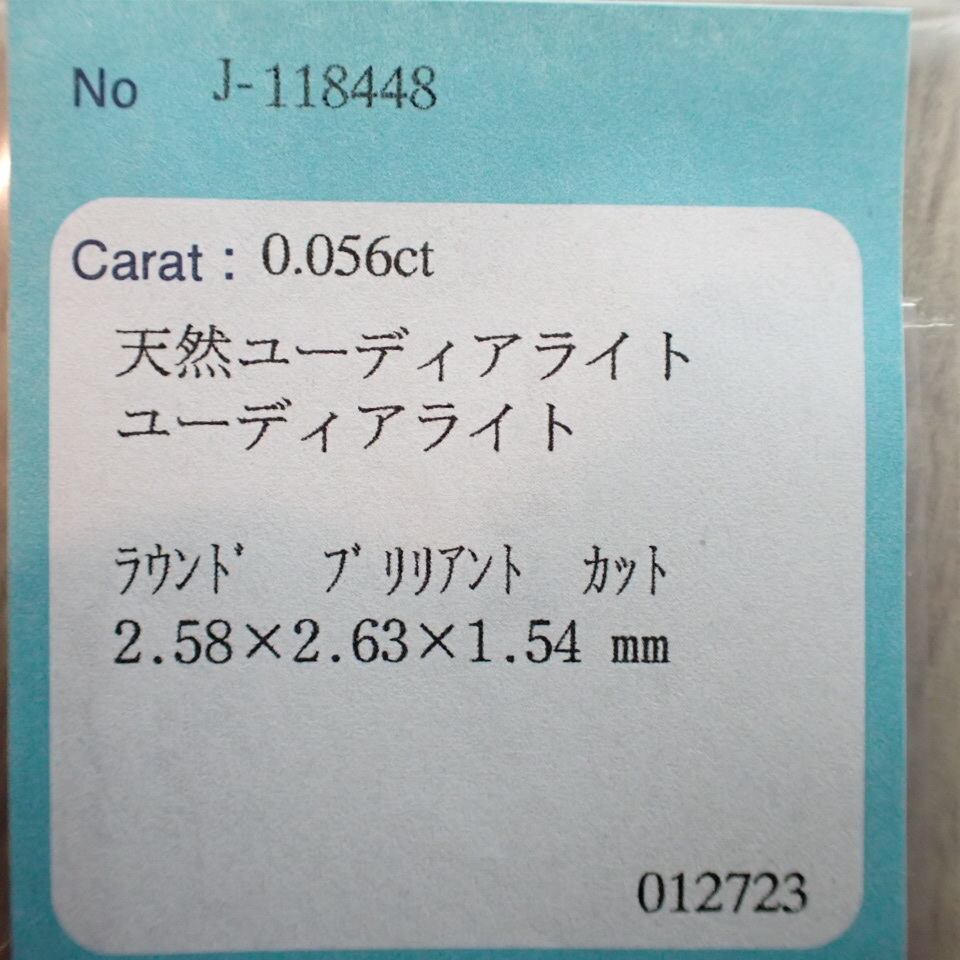 No J-118448
Carat : 0.056ct
天然ユーディアライト
ユーディアライト
ﾗｳﾝﾄﾞ ﾌﾞﾘﾘｱﾝﾄ ｶｯﾄ
2.58×2.63×1.54 mm
012723